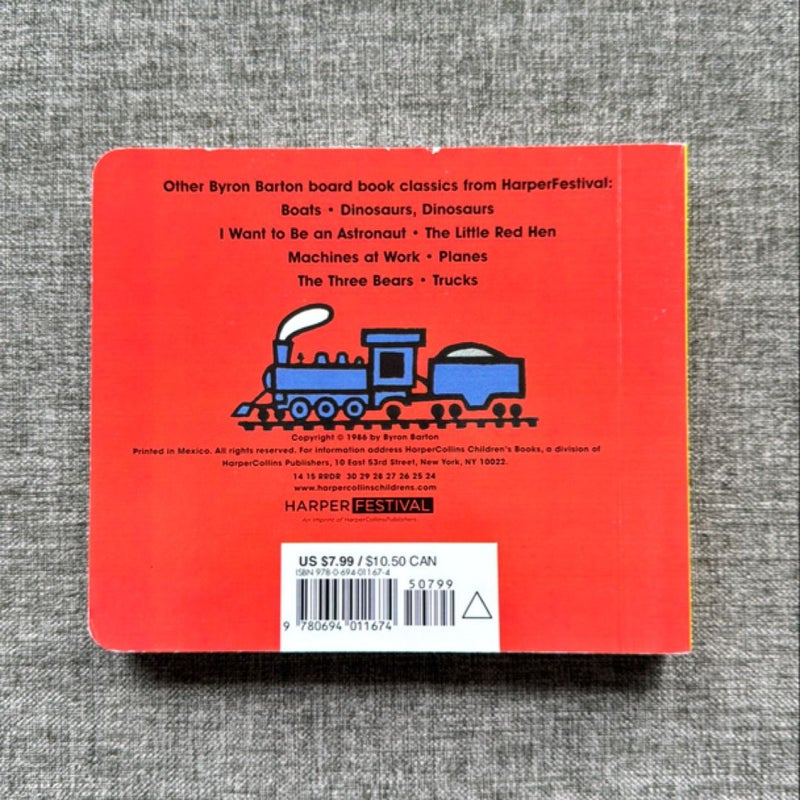 Other Byron Barton board book classics from HarperFestival:
Boats • Dinosaurs, Dinosaurs
I Want to Be an Astronaut • The Little Red Hen
Machines at Work • Planes
The Three Bears • Trucks
Copyright © 1986 by Byron Barton
Printed in Mexico. All rights reserved. For information address HarperCollins Children's Books, a division of
HarperCollins Publishers, 10 East 53rd Street, New York, NY 10022.
14 15 RRDR 30 29 28 27 26 25 24
www.harpercollinschildrens.com
HARPER FESTIVAL
An Imprint of HarperCollinsPublishers
US $7.99 / $10.50 CAN
ISBN 978-0-694-01167-4
50799
9 780694 011674